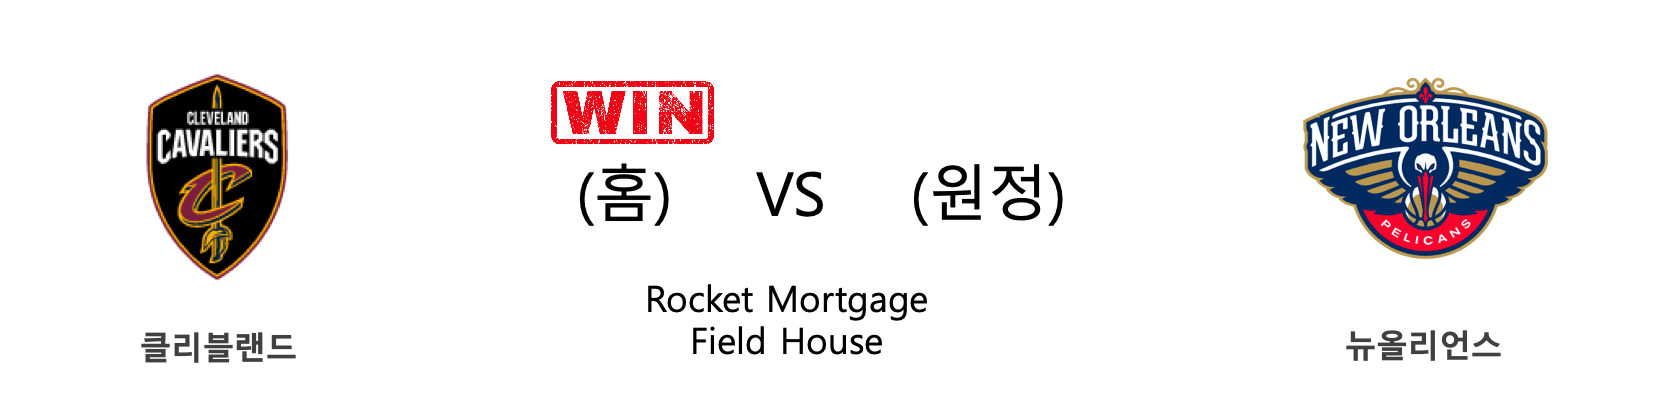 CLEVELAND
CAVALIERS
WIN
NEW ORLEANS
PELICANS
(홈) VS (원정)
Rocket Mortgage
Field House
클리블랜드
뉴올리언스